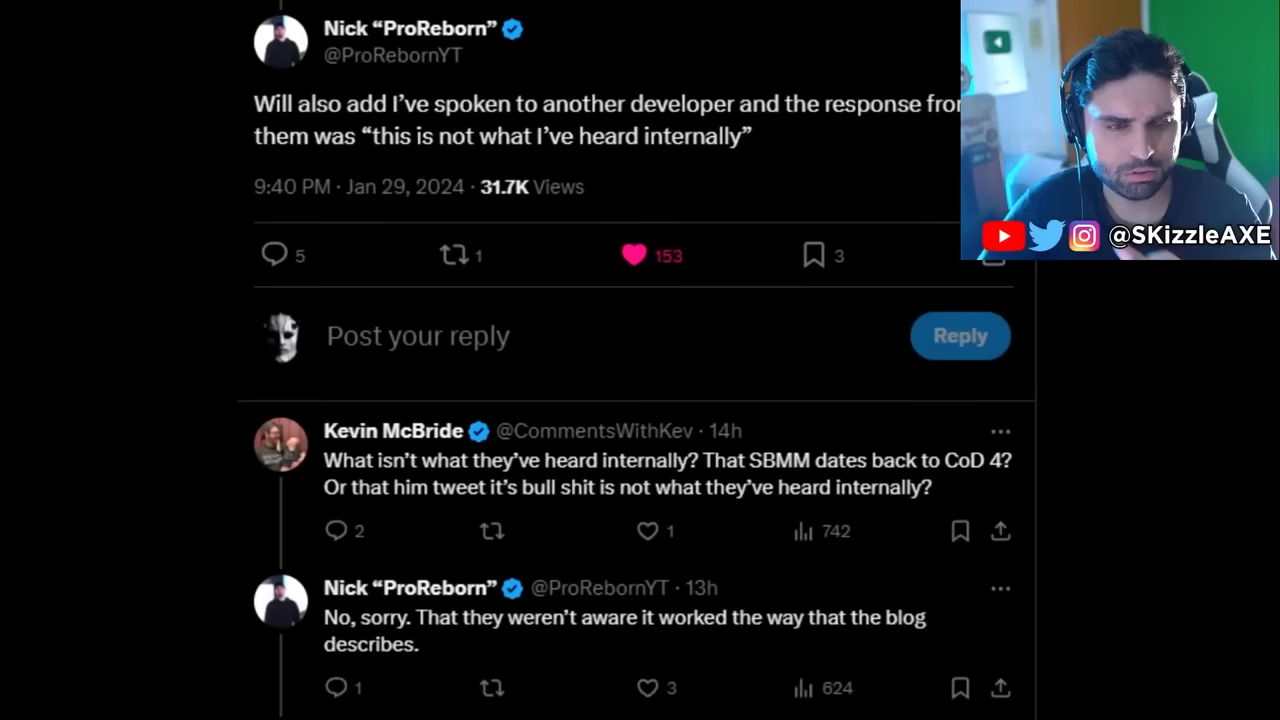 Nick “ProReborn”
@ProRebornYT
@SKizzleAXE
Will also add I’ve spoken to another developer and the response
them was “this is not what I’ve heard internally”
9:40 PM · Jan 29, 2024 · 31.7K Views
5
1
153
3
Post your reply
Reply
Kevin McBride @CommentsWithKev · 14h
What isn’t what they’ve heard internally? That SBMM dates back to CoD 4?
Or that him tweet it’s bull shit is not what they’ve heard internally?
2
1
742
Nick “ProReborn” @ProRebornYT · 13h
No, sorry. That they weren’t aware it worked the way that the blog
describes.
1
3
624